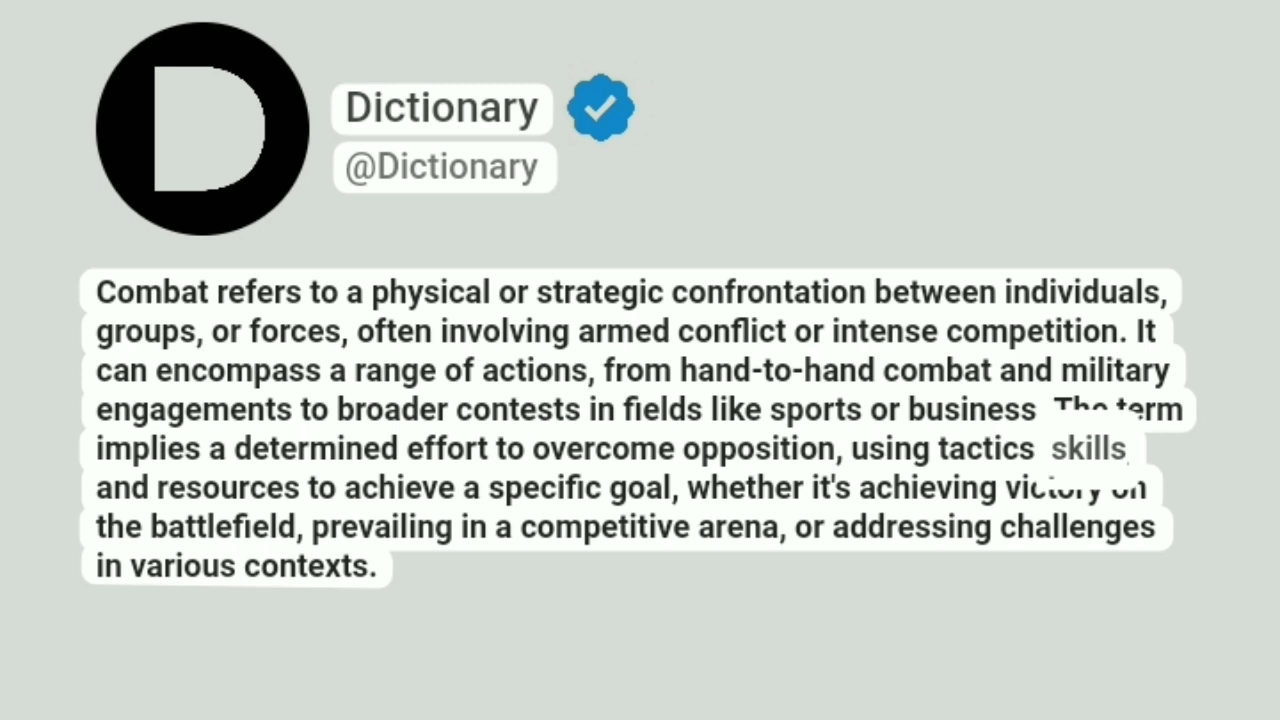 D
Dictionary
@Dictionary
Combat refers to a physical or strategic confrontation between individuals,
groups, or forces, often involving armed conflict or intense competition. It
can encompass a range of actions, from hand-to-hand combat and military
engagements to broader contests in fields like sports or business The term
implies a determined effort to overcome opposition, using tactics skills,
and resources to achieve a specific goal, whether it's achieving victory on
the battlefield, prevailing in a competitive arena, or addressing challenges
in various contexts.